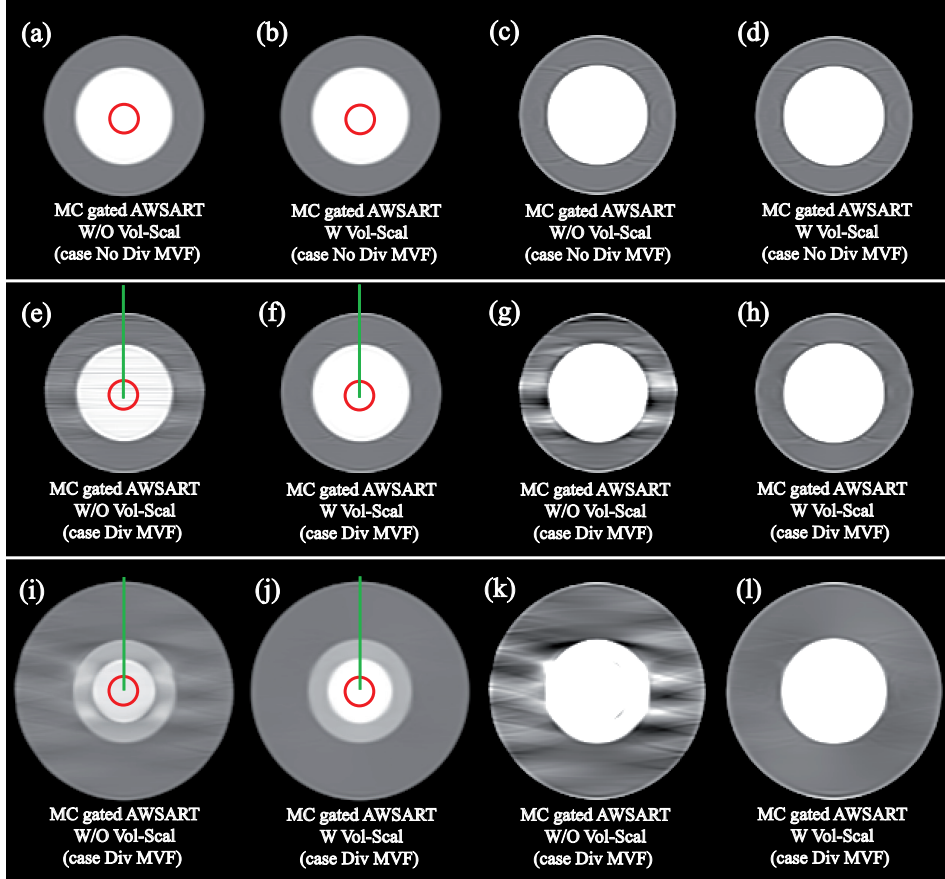 (a)
(b)
(c)
(d)
MC gated AWSART
W/O Vol-Scal
(case No Div MVF)
MC gated AWSART
W Vol-Scal
(case No Div MVF)
MC gated AWSART
W/O Vol-Scal
(case No Div MVF)
MC gated AWSART
W Vol-Scal
(case No Div MVF)
(e)
(f)
(g)
(h)
MC gated AWSART
W/O Vol-Scal
(case Div MVF)
MC gated AWSART
W Vol-Scal
(case Div MVF)
MC gated AWSART
W/O Vol-Scal
(case Div MVF)
MC gated AWSART
W Vol-Scal
(case Div MVF)
(i)
(j)
(k)
(l)
MC gated AWSART
W/O Vol-Scal
(case Div MVF)
MC gated AWSART
W Vol-Scal
(case Div MVF)
MC gated AWSART
W/O Vol-Scal
(case Div MVF)
MC gated AWSART
W Vol-Scal
(case Div MVF)